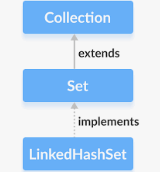 Collection
extends
Set
implements
LinkedHashSet